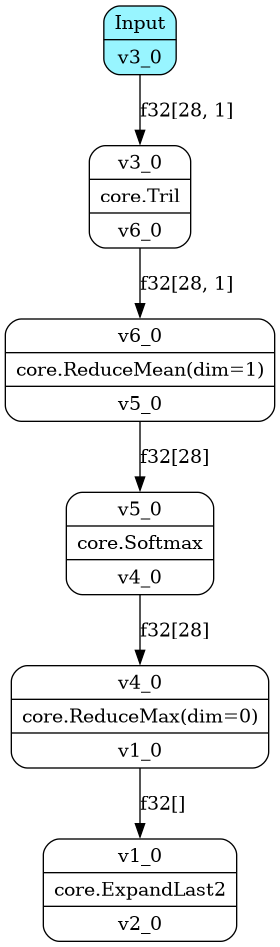 Input
v3_0
f32[28, 1]
v3_0
core.Tril
v6_0
f32[28, 1]
v6_0
core.ReduceMean(dim=1)
v5_0
f32[28]
v5_0
core.Softmax
v4_0
f32[28]
v4_0
core.ReduceMax(dim=0)
v1_0
f32[]
v1_0
core.ExpandLast2
v2_0